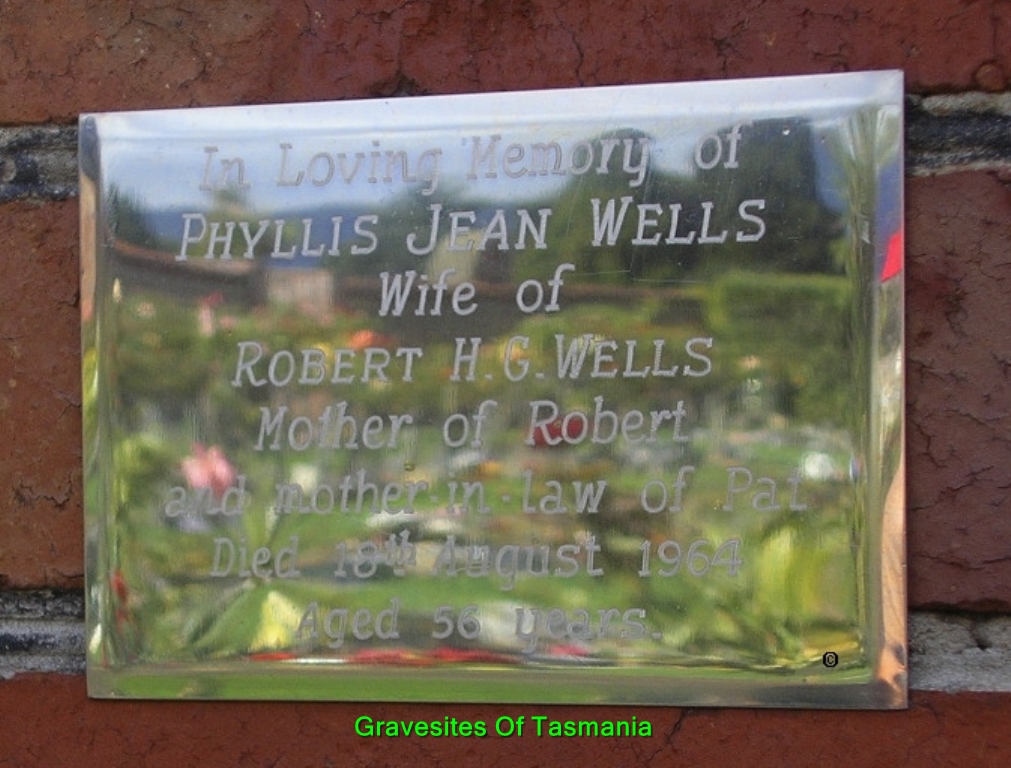 In Loving Memory of
PHYLLIS JEAN WELLS
Wife of
ROBERT H.G. WELLS
Mother of Robert
and mother-in-law of Pat
Died 18th August 1964
Aged 56 years.
©
Gravesites Of Tasmania